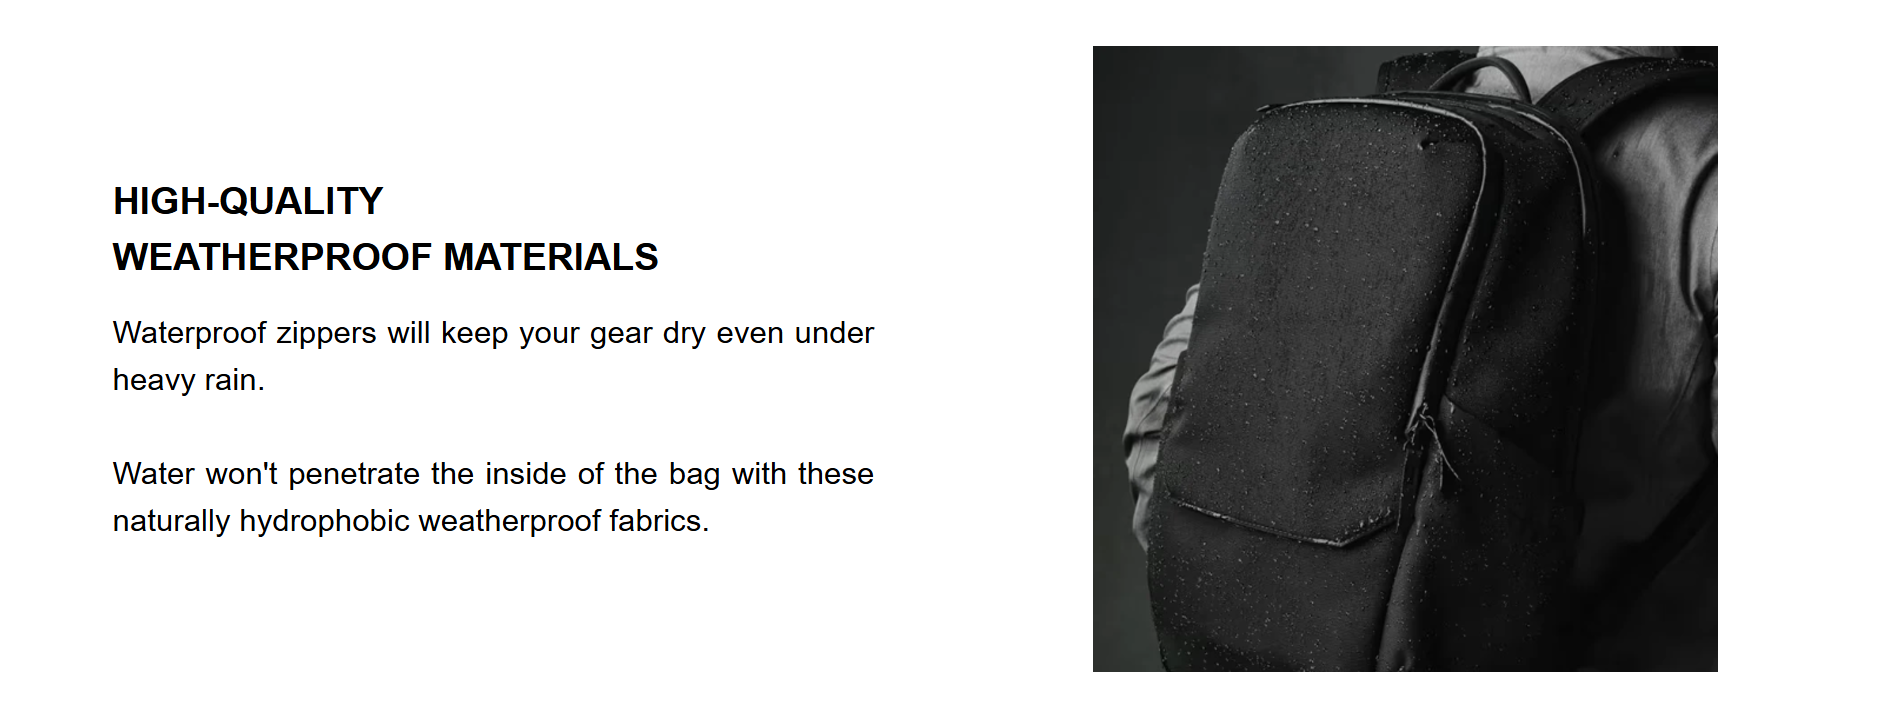 HIGH-QUALITY
WEATHERPROOF MATERIALS
Waterproof zippers will keep your gear dry even under
heavy rain.
Water won't penetrate the inside of the bag with these
naturally hydrophobic weatherproof fabrics.